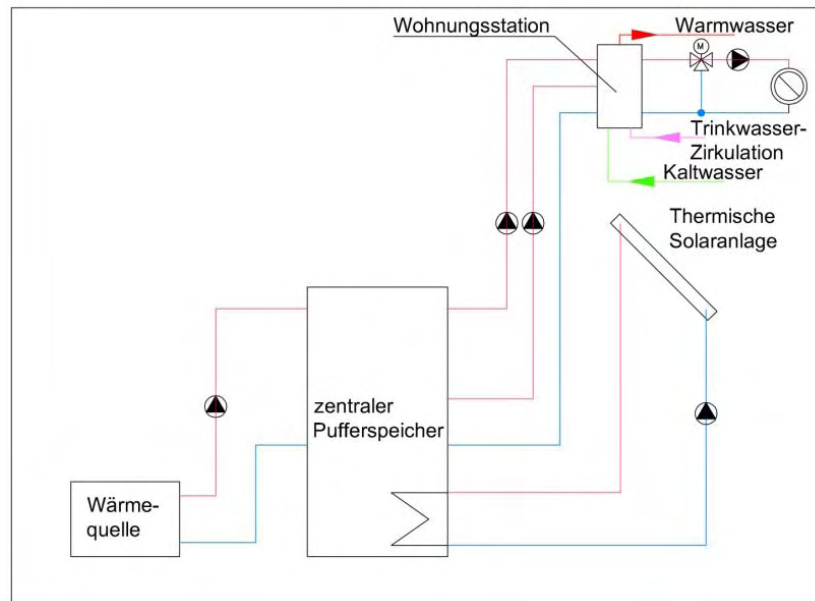 Wohnungsstation
Warmwasser
M
Trinkwasser-
Zirkulation
Kaltwasser
Thermische
Solaranlage
zentraler
Pufferspeicher
Wärme-
quelle